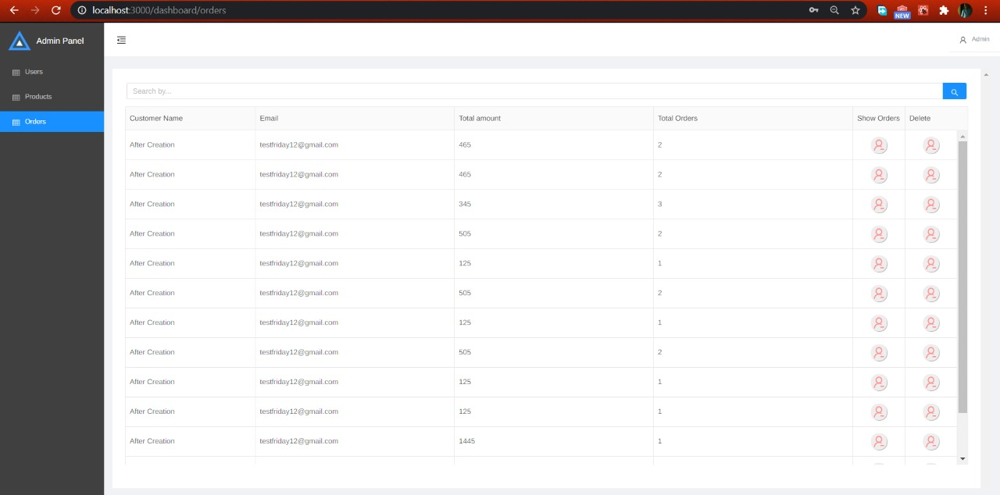 localhost:3000/dashboard/orders
NEW
Admin Panel
Admin
Users
Products
Orders
Search by...
Customer Name Email Total amount Total Orders Show Orders Delete
After Creation testfriday12@gmail.com 465 2
After Creation testfriday12@gmail.com 465 2
After Creation testfriday12@gmail.com 345 3
After Creation testfriday12@gmail.com 505 2
After Creation testfriday12@gmail.com 125 1
After Creation testfriday12@gmail.com 505 2
After Creation testfriday12@gmail.com 125 1
After Creation testfriday12@gmail.com 505 2
After Creation testfriday12@gmail.com 125 1
After Creation testfriday12@gmail.com 125 1
After Creation testfriday12@gmail.com 1445 1